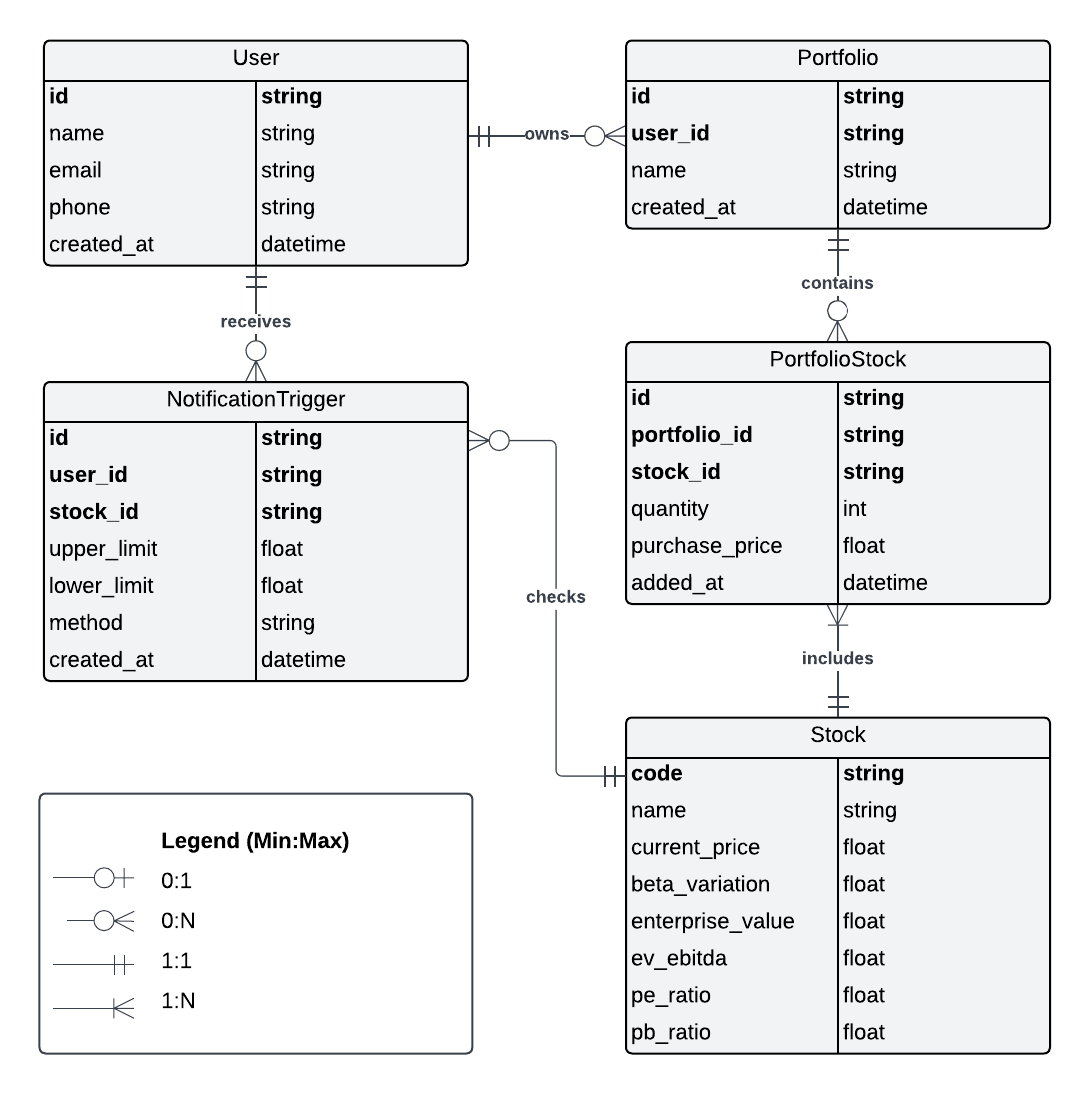 User
id string
name string
email string
phone string
created_at datetime
owns
Portfolio
id string
user_id string
name string
created_at datetime
receives
contains
NotificationTrigger
id string
user_id string
stock_id string
upper_limit float
lower_limit float
method string
created_at datetime
checks
PortfolioStock
id string
portfolio_id string
stock_id string
quantity int
purchase_price float
added_at datetime
includes
Stock
code string
name string
current_price float
beta_variation float
enterprise_value float
ev_ebitda float
pe_ratio float
pb_ratio float
Legend (Min:Max)
0:1
0:N
1:1
1:N